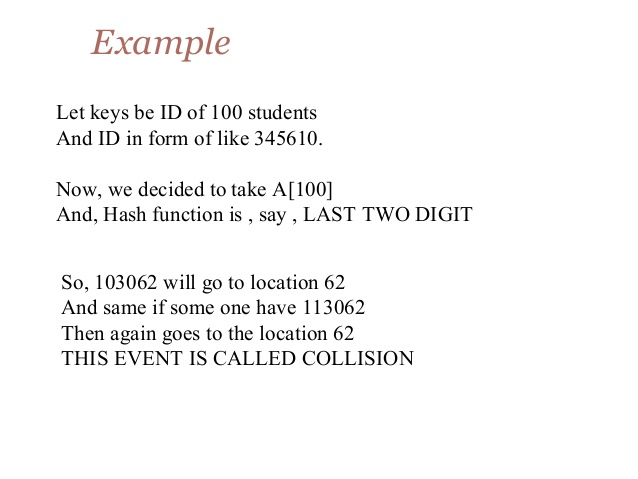 Example
Let keys be ID of 100 students
And ID in form of like 345610.
Now, we decided to take A[100]
And, Hash function is , say , LAST TWO DIGIT
So, 103062 will go to location 62
And same if some one have 113062
Then again goes to the location 62
THIS EVENT IS CALLED COLLISION